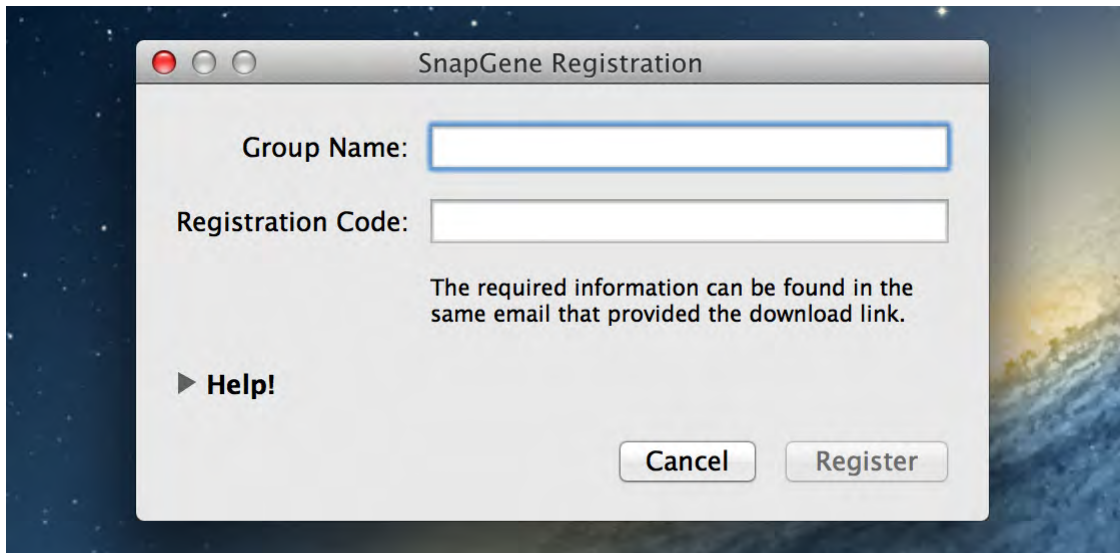 SnapGene Registration
Group Name:
Registration Code:
The required information can be found in the
same email that provided the download link.
Help!
Cancel Register